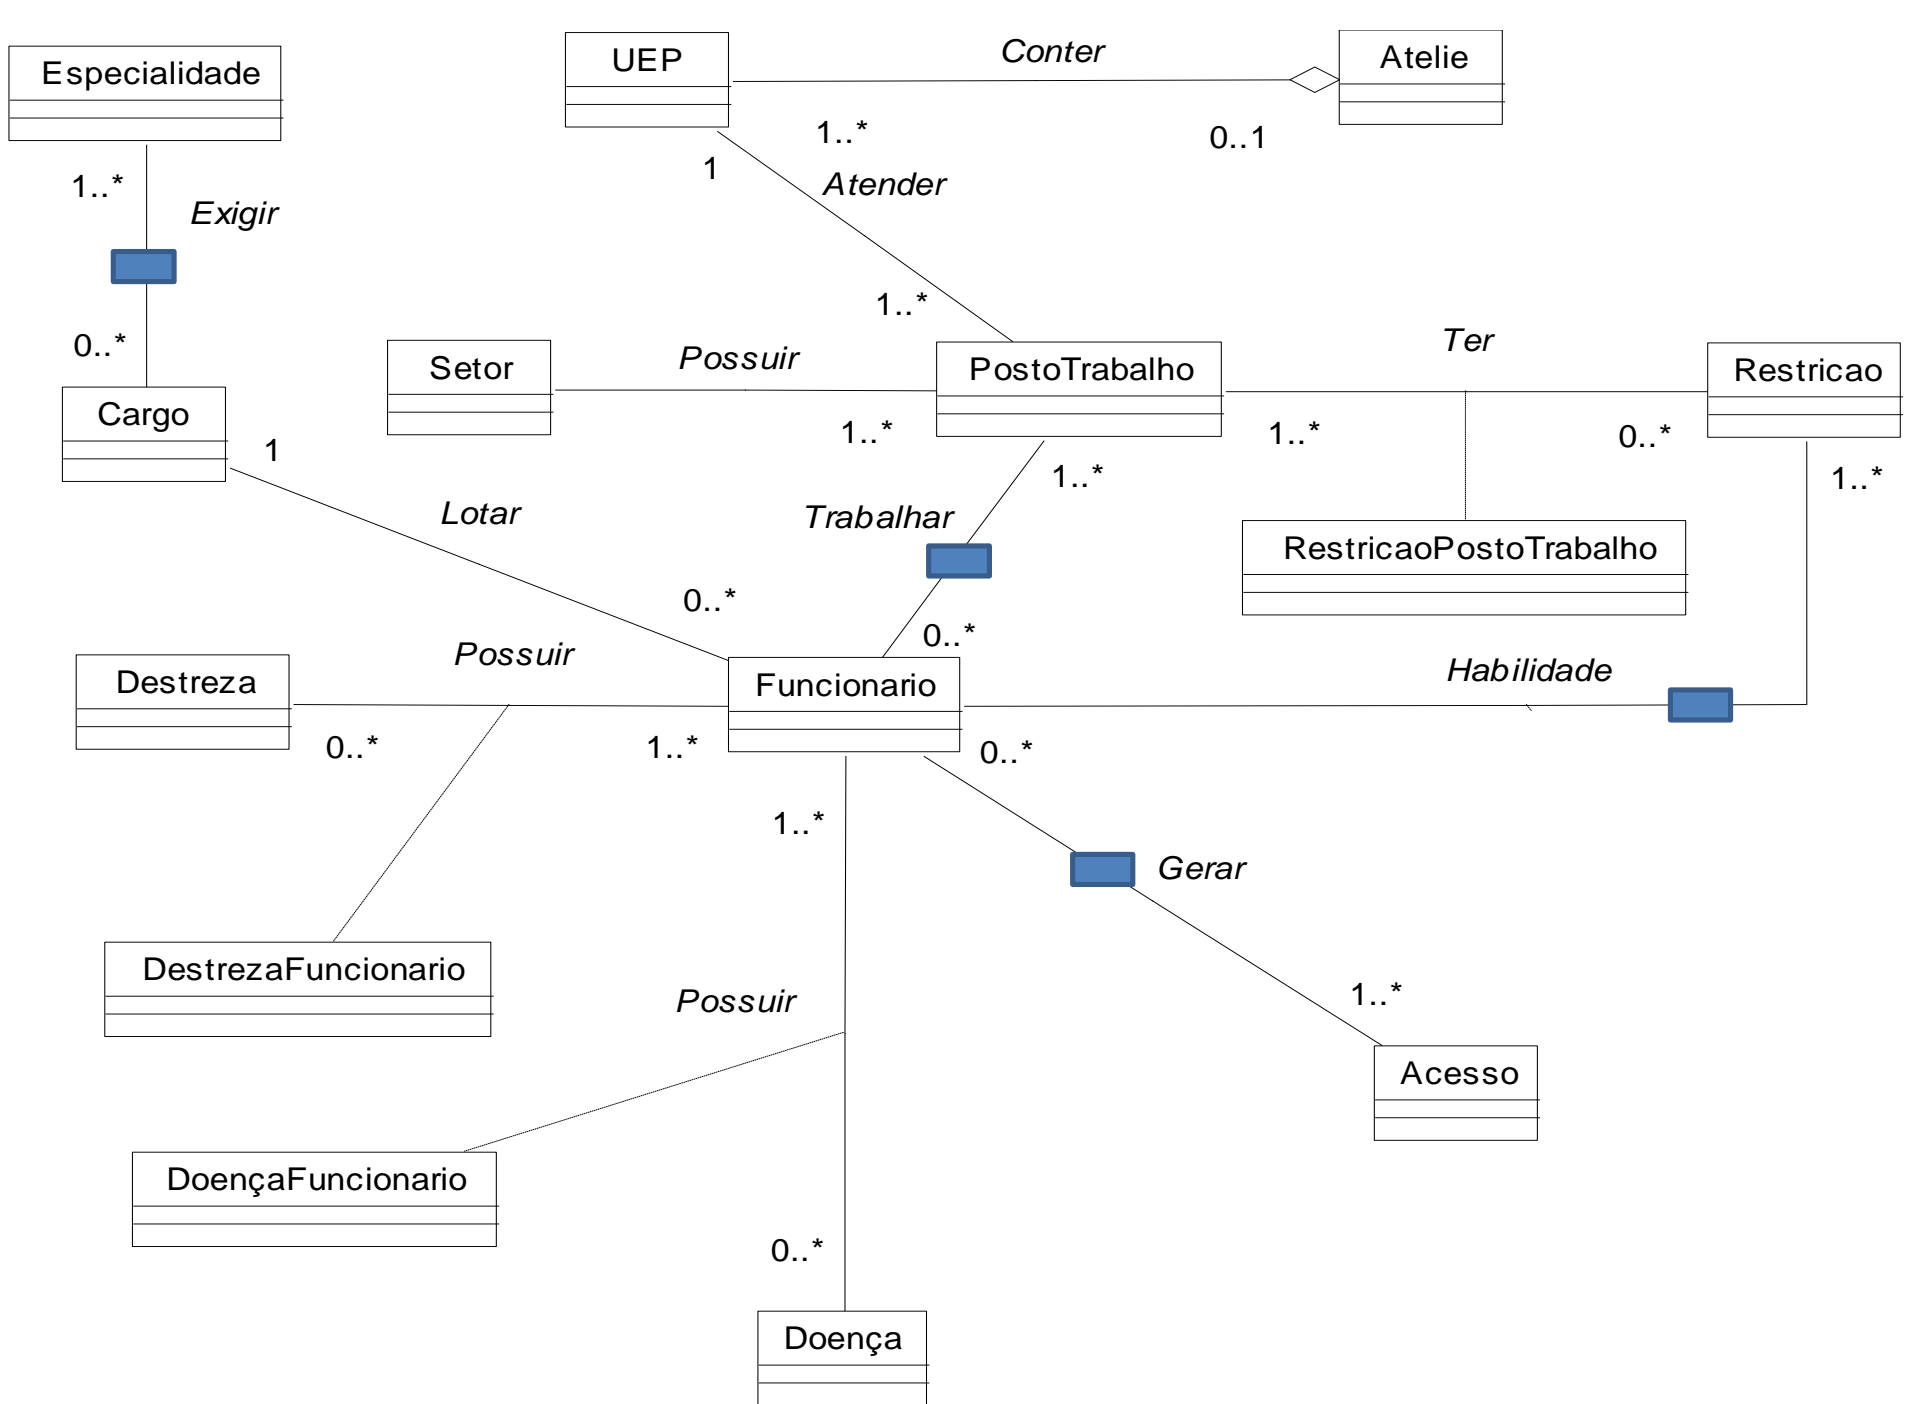 Especialidade
UEP
Conter
Atelie
1..*
0..1
1
1..*
Atender
Exigir
1..*
0..*
Setor
Possuir
PostoTrabalho
Ter
Restricao
Cargo
1
1..*
1..*
0..*
1..*
1..*
Lotar
Trabalhar
RestricaoPostoTrabalho
0..*
0..*
Possuir
Habilidade
Destreza
Funcionario
0..*
1..*
0..*
1..*
Gerar
DestrezaFuncionario
Possuir
1..*
Acesso
DoençaFuncionario
0..*
Doença